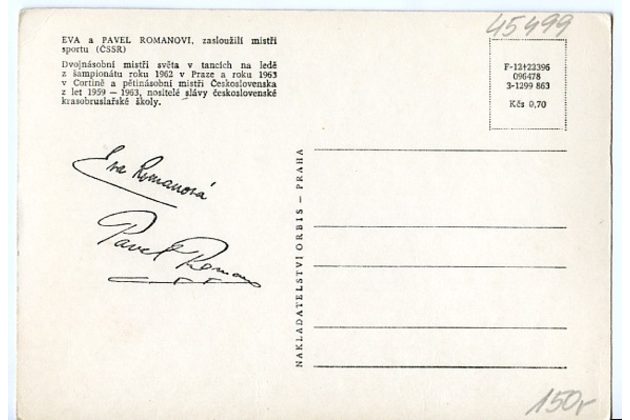 45499
EVA a PAVEL ROMANOVI, zasloužilí mistři
sportu (ČSSR)
Dvojnásobní mistři světa v tancích na ledě
z šampionátu roku 1962 v Praze a roku 1963
v Cortině a pětinásobní mistři Československa
z let 1959 — 1963, nositelé slávy československé
krasobruslařské školy.
F-12†22396
096478
3-1299 863
Kčs 0,70
Eva Romanová
Pavel Roman
NAKLADATELSTVÍ ORBIS — PRAHA
150,-